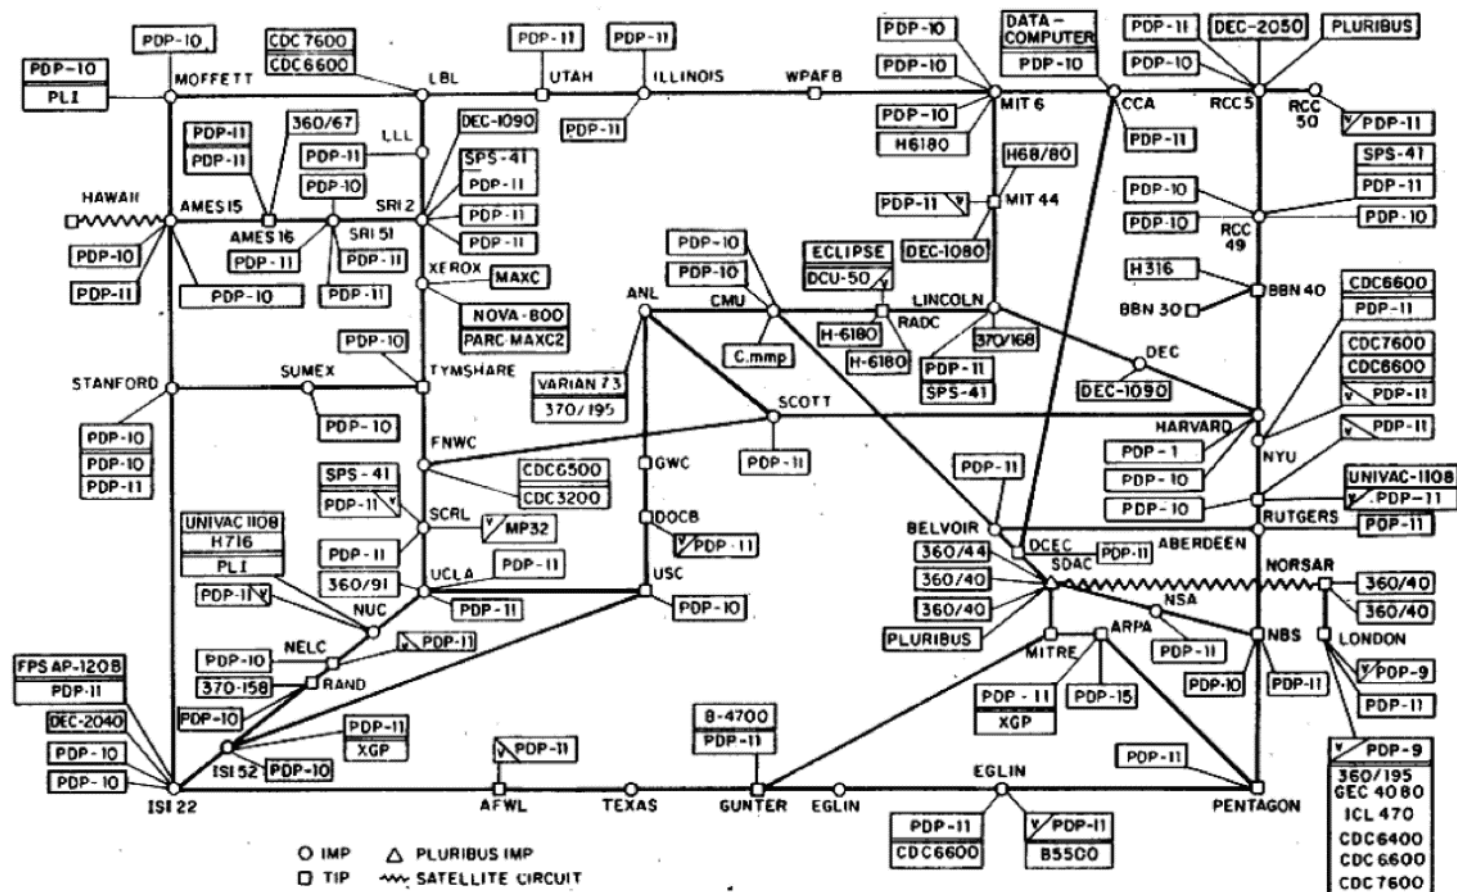 PDP-10
CDC 7600
CDC 6600
PDP-11
PDP-11
PDP-10
DATA-
COMPUTER
PDP-10
PDP-11
DEC-2050
PLURIBUS
PDP-10
PLI
MOFFETT
LBL
UTAH
ILLINOIS
WPAFB
PDP-10
PDP-10
MIT 6
CCA
PDP-10
RCC 5
RCC
50
PDP-11
PDP-11
360/67
LLL
DEC-1090
PDP-11
PDP-10
H6180
PDP-11
V PDP-11
PDP-11
PDP-11
PDP-10
SPS-41
PDP-11
H68/80
SPS-41
PDP-11
PDP-10
HAWAII
AMES 15
AMES 16
SRI 51
SRI 2
PDP-11
PDP-11
PDP-11 V
MIT 44
DEC-1080
PDP-10
PDP-10
RCC
49
PDP-10
PDP-11
PDP-10
PDP-11
PDP-11
PDP-11
XEROX
MAXC
NOVA-800
PARC-MAXC2
PDP-10
PDP-10
ECLIPSE
DCU-50 V
H316
BBN 40
BBN 30
CDC6600
PDP-11
ANL
CMU
RADC
LINCOLN
H-6180
H-6180
370/168
C.mmp
PDP-11
SPS-41
DEC
DEC-1090
CDC7600
CDC6600
V PDP-11
PDP-10
STANFORD
SUMEX
TYMSHARE
VARIAN 73
370/195
SCOTT
HARVARD
V PDP-11
PDP-10
PDP-10
PDP-11
PDP-10
FNWC
CDC6500
CDC3200
GWC
PDP-11
PDP-1
PDP-10
PDP-10
NYU
UNIVAC-1108
V PDP-11
RUTGERS
PDP-11
SPS-41
PDP-11 V
SCRL
V MP32
DOCB
V PDP-11
PDP-11
BELVOIR
DCEC
PDP-11
ABERDEEN
UNIVAC 1108
H716
PLI
PDP-11 V
PDP-11
360/91
UCLA
PDP-11
PDP-11
USC
PDP-10
360/44
360/40
360/40
PLURIBUS
SDAC
NORSAR
360/40
360/40
NUC
NELC
V PDP-11
PDP-10
370-158
RAND
PDP-10
MITRE
ARPA
NSA
PDP-11
NBS
PDP-10
PDP-11
LONDON
V PDP-9
PDP-11
PDP-11
XGP
PDP-15
FPS AP-120B
PDP-11
DEC-2040
PDP-10
PDP-10
ISI 22
ISI 52
PDP-11
XGP
PDP-10
V PDP-11
AFWL
TEXAS
B-4700
PDP-11
GUNTER
EGLIN
EGLIN
PDP-11
CDC6600
V PDP-11
B5500
PDP-11
PENTAGON
V PDP-9
360/195
GEC 4080
ICL 470
CDC6400
CDC6600
CDC7600
IMP
PLURIBUS IMP
TIP
SATELLITE CIRCUIT